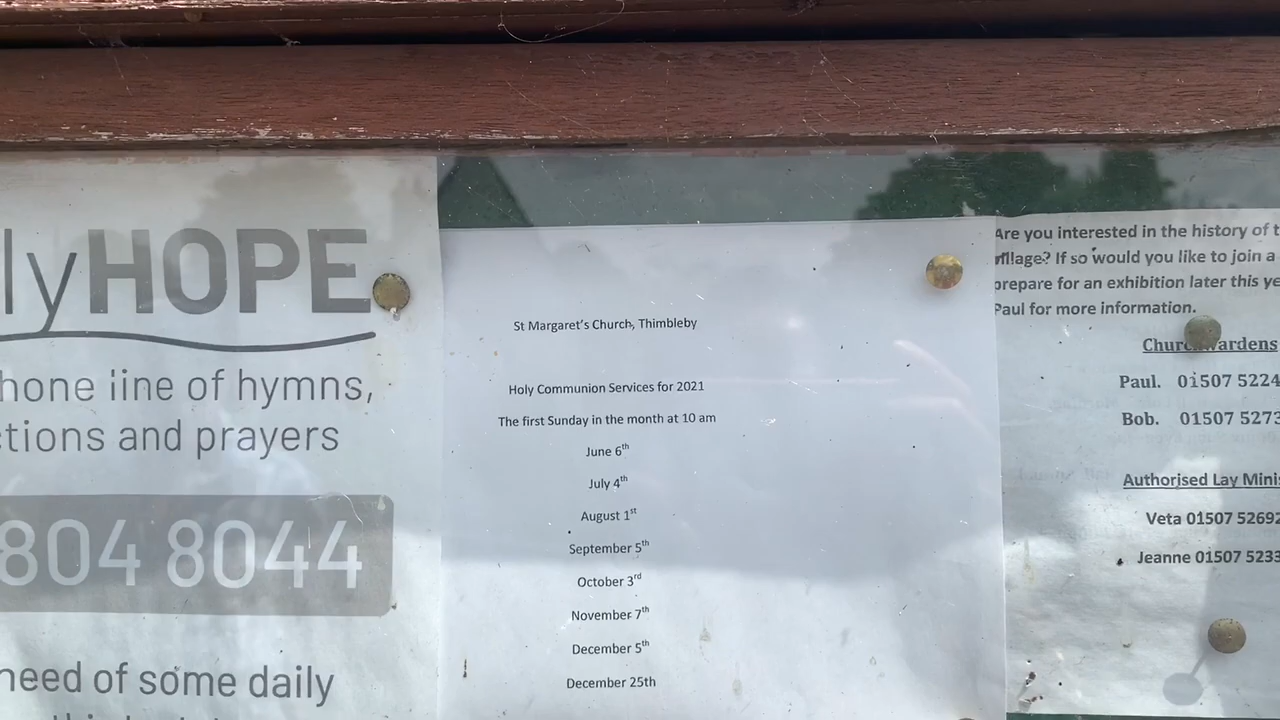 lyHOPE
hone line of hymns,
ctions and prayers
804 8044
need of some daily
St Margaret's Church, Thimbleby
Holy Communion Services for 2021
The first Sunday in the month at 10 am
June 6th
July 4th
August 1st
September 5th
October 3rd
November 7th
December 5th
December 25th
Are you interested in the history of t
village? If so would you like to join a
prepare for an exhibition later this ye
Paul for more information.
Churchwardens
Paul. 01507 5224
Bob. 01507 5273
Authorised Lay Minis
Veta 01507 52692
Jeanne 01507 5233